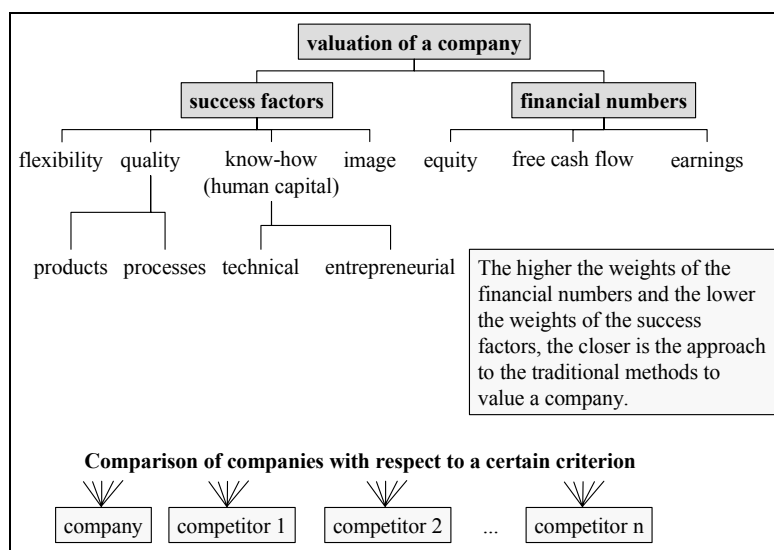 valuation of a company
success factors
financial numbers
flexibility
quality
know-how
(human capital)
image
equity
free cash flow
earnings
products
processes
technical
entrepreneurial
The higher the weights of the
financial numbers and the lower
the weights of the success
factors, the closer is the approach
to the traditional methods to
value a company.
Comparison of companies with respect to a certain criterion
company
competitor 1
competitor 2
...
competitor n